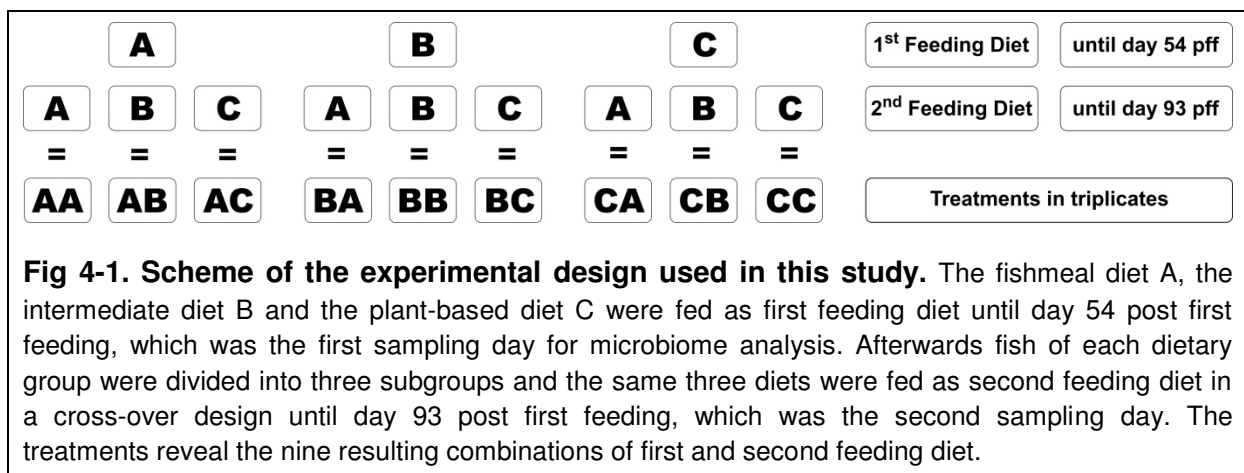 A B C 1st Feeding Diet until day 54 pff
A B C A B C A B C 2nd Feeding Diet until day 93 pff
= = = = = = = = =
AA AB AC BA BB BC CA CB CC Treatments in triplicates
Fig 4-1. Scheme of the experimental design used in this study. The fishmeal diet A, the
intermediate diet B and the plant-based diet C were fed as first feeding diet until day 54 post first
feeding, which was the first sampling day for microbiome analysis. Afterwards fish of each dietary
group were divided into three subgroups and the same three diets were fed as second feeding diet in
a cross-over design until day 93 post first feeding, which was the second sampling day. The
treatments reveal the nine resulting combinations of first and second feeding diet.